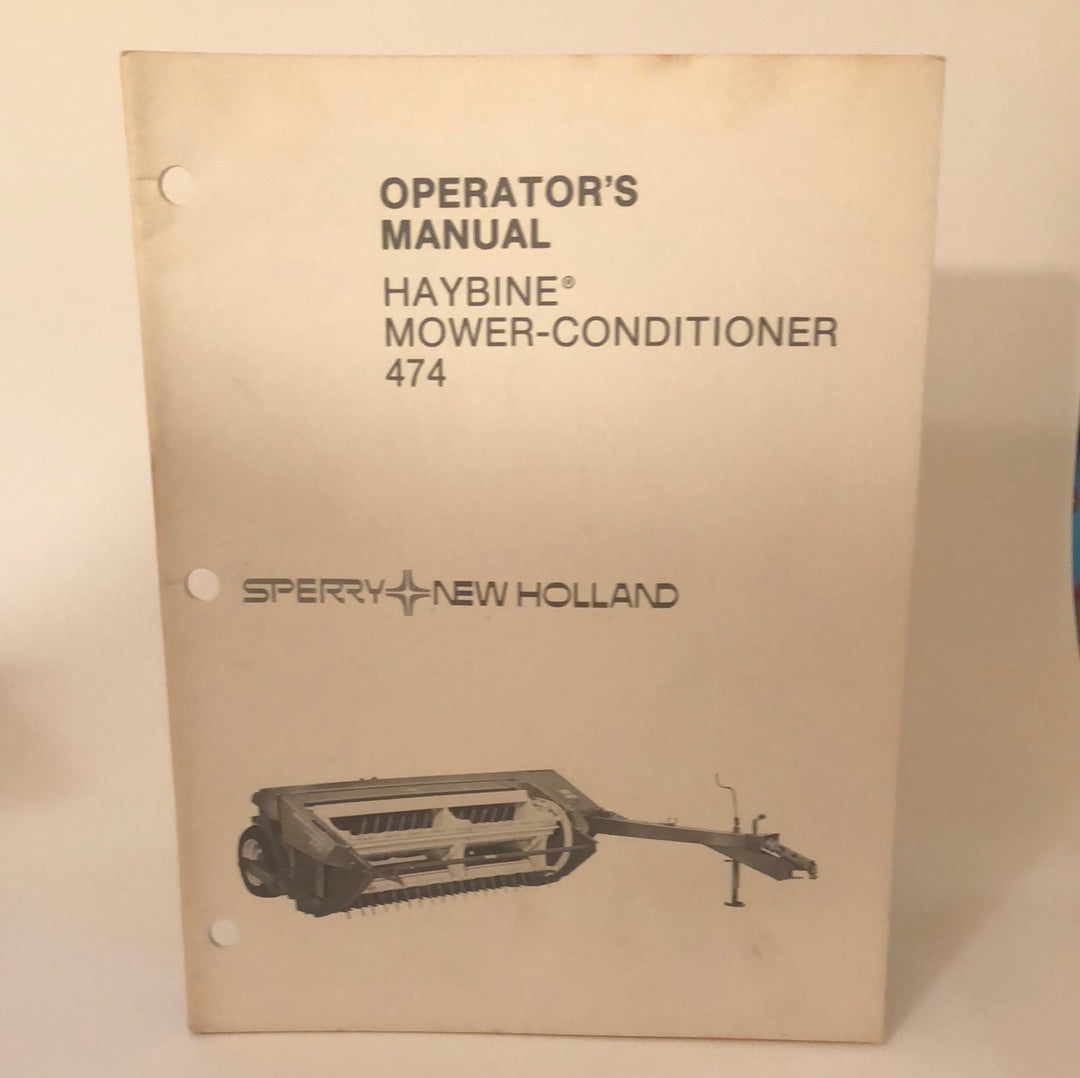 OPERATOR'S
MANUAL
HAYBINE®
MOWER-CONDITIONER
474
SPERRY NEW HOLLAND